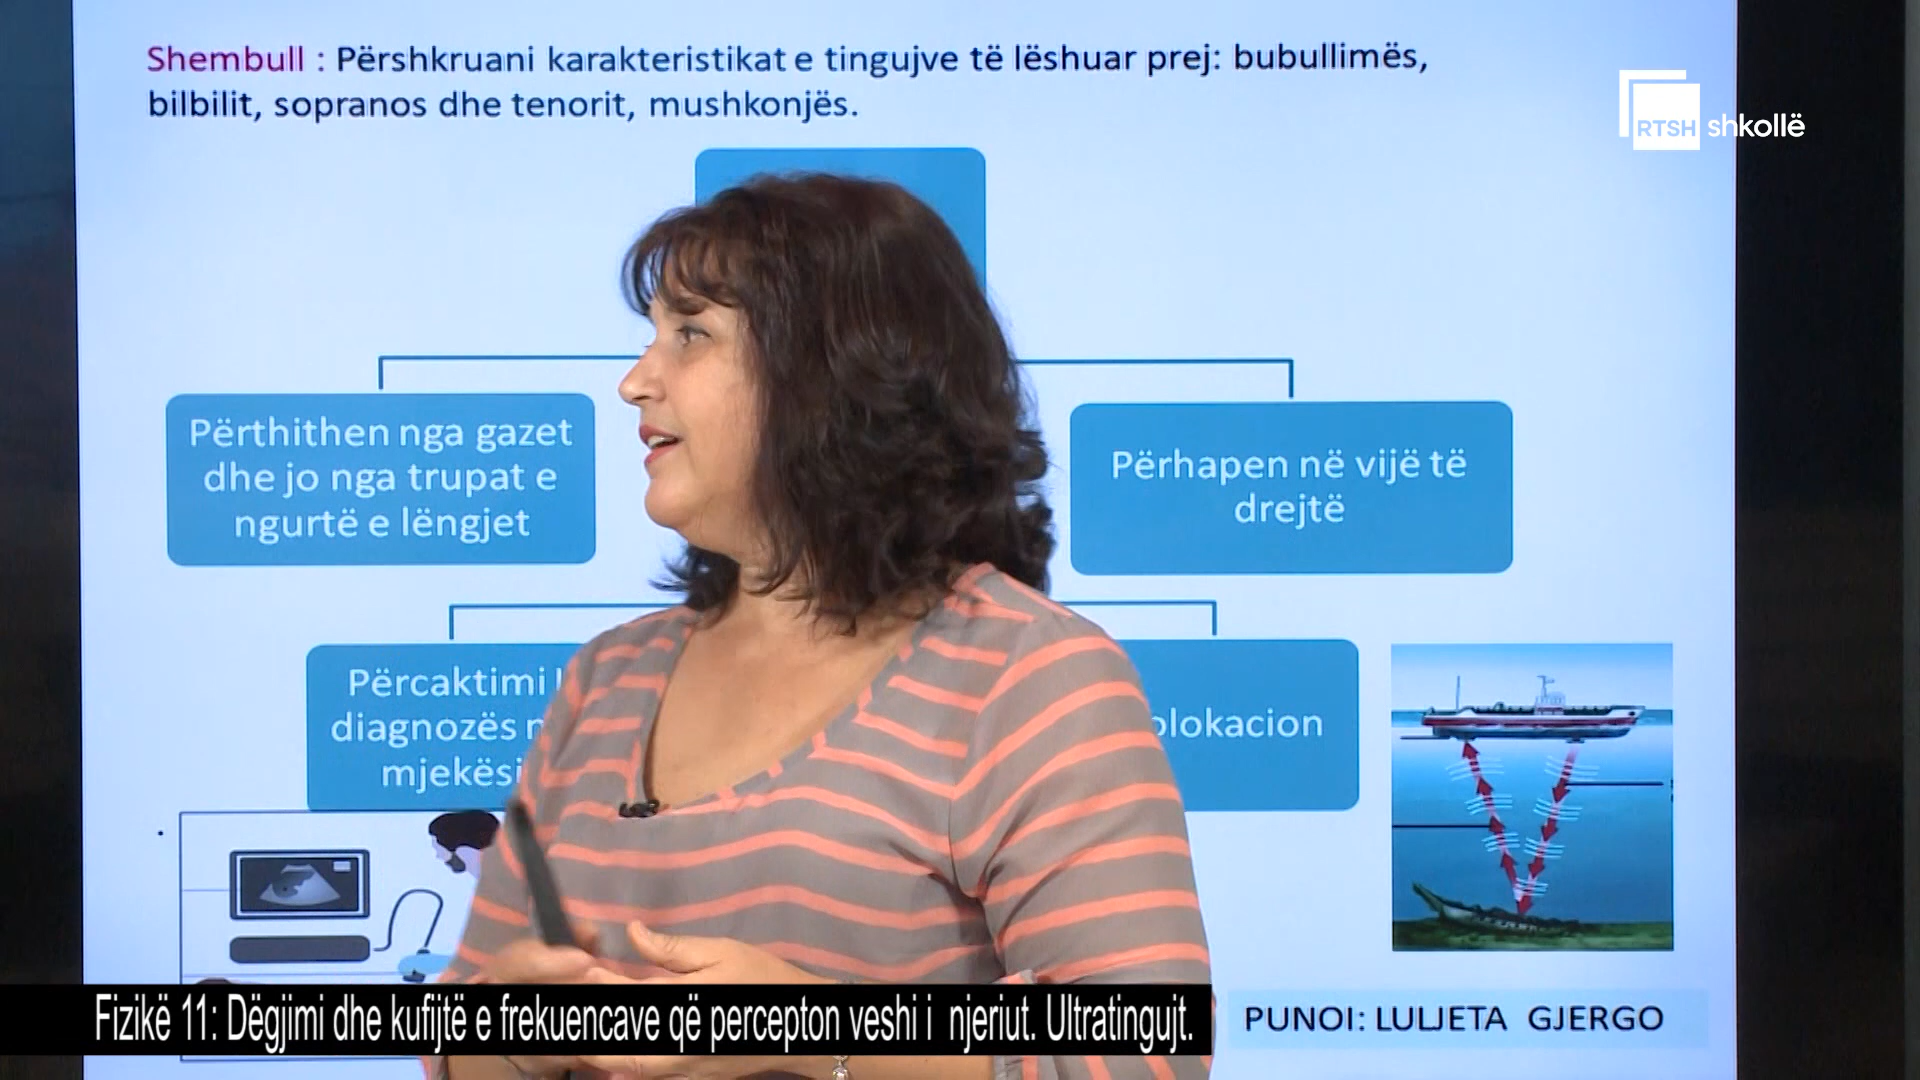 Shembull : Përshkruani karakteristikat e tingujve të lëshuar prej: bubullimës,
bilbilit, sopranos dhe tenorit, mushkonjës.
RTSH shkollë
Përthithen nga gazet
dhe jo nga trupat e
ngurtë e lëngjet
Përhapen në vijë të
drejtë
Përcaktimi
diagnozës
mjekësi
olokacion
Fizikë 11: Dëgjimi dhe kufijtë e frekuencave që percepton veshi i njeriut. Ultratingujt.
PUNOI: LULJETA GJERGO